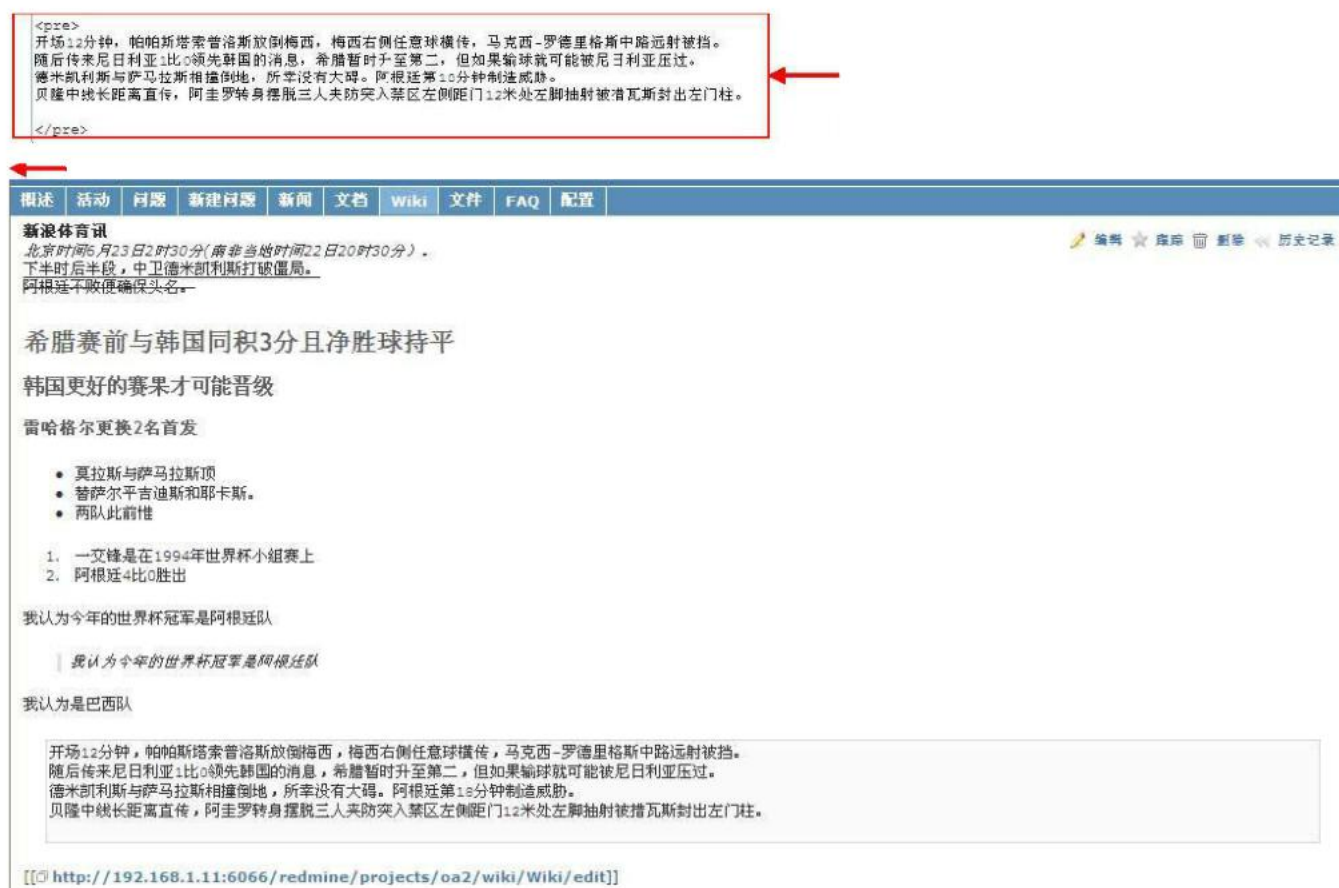 <pre>
开场12分钟，帕帕斯塔索普洛斯放倒梅西，梅西右侧任意球横传，马克西-罗德里格斯中路远射被挡。
随后传来尼日利亚1比0领先韩国的消息，希腊暂时升至第二，但如果输球就可能被尼日利亚压过。
德米凯利斯与萨马拉斯相撞倒地，所幸没有大碍。阿根廷第18分钟制造威胁。
贝隆中线长距离直传，阿圭罗转身摆脱三人夹防突入禁区左侧距门12米处左脚抽射被措瓦斯封出左门柱。
</pre>
概述 活动 问题 新建问题 新闻 文档 Wiki 文件 FAQ 配置
新浪体育讯
编辑 跟踪 删除 历史记录
北京时间6月23日2时30分(南非当地时间22日20时30分）.
下半时后半段，中卫德米凯利斯打破僵局。
阿根廷不败便确保头名。
希腊赛前与韩国同积3分且净胜球持平
韩国更好的赛果才可能晋级
雷哈格尔更换2名首发
• 莫拉斯与萨马拉斯顶
• 替萨尔平吉迪斯和耶卡斯。
• 两队此前惟
1. 一交锋是在1994年世界杯小组赛上
2. 阿根廷4比0胜出
我认为今年的世界杯冠军是阿根廷队
我认为今年的世界杯冠军是阿根廷队
我认为是巴西队
开场12分钟，帕帕斯塔索普洛斯放倒梅西，梅西右侧任意球横传，马克西-罗德里格斯中路远射被挡。
随后传来尼日利亚1比0领先韩国的消息，希腊暂时升至第二，但如果输球就可能被尼日利亚压过。
德米凯利斯与萨马拉斯相撞倒地，所幸没有大碍。阿根廷第18分钟制造威胁。
贝隆中线长距离直传，阿圭罗转身摆脱三人夹防突入禁区左侧距门12米处左脚抽射被措瓦斯封出左门柱。
[[http://192.168.1.11:6066/redmine/projects/oa2/wiki/Wiki/edit]]